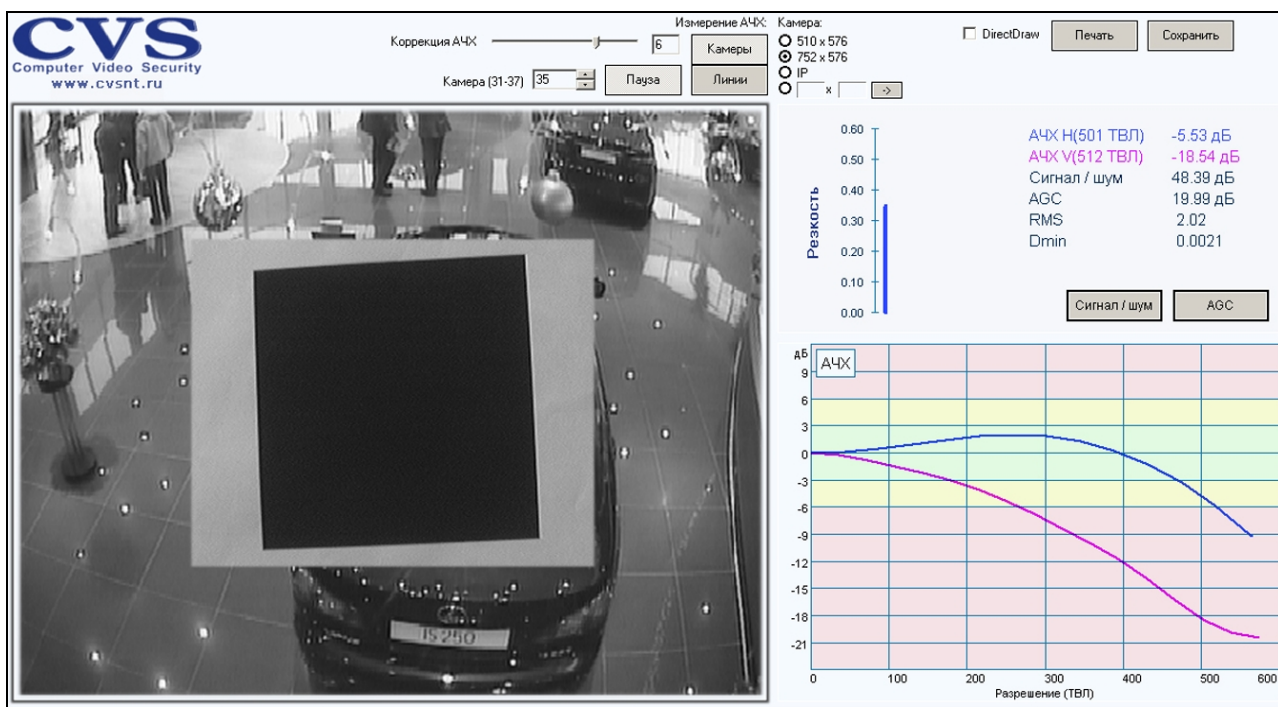 CVS
Computer Video Security
www.cvsnt.ru
Коррекция АЧХ 6
Камера (31-37) 35 Пауза
Измерение АЧХ:
Камеры
Линии
Камера:
510 x 576
752 x 576
IP
x ->
DirectDraw Печать Сохранить
0.60
0.50
0.40
0.30
0.20
0.10
0.00
Резкость
АЧХ H(501 ТВЛ) -5.53 дБ
АЧХ V(512 ТВЛ) -18.54 дБ
Сигнал / шум 48.39 дБ
AGC 19.99 дБ
RMS 2.02
Dmin 0.0021
Сигнал / шум AGC
IS 250
дБ
АЧХ
9
6
3
0
-3
-6
-9
-12
-15
-18
-21
0 100 200 300 400 500 600
Разрешение (ТВЛ)